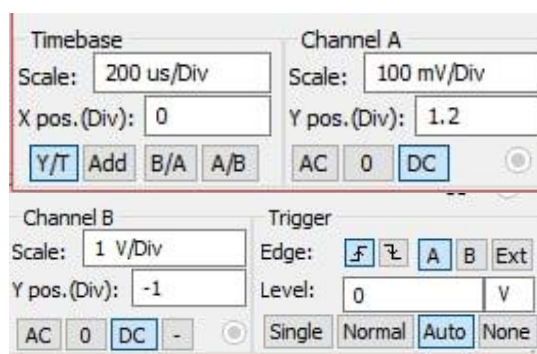 Timebase
Scale: 200 us/Div
X pos.(Div): 0
Y/T Add B/A A/B
Channel A
Scale: 100 mV/Div
Y pos.(Div): 1.2
AC 0 DC
Channel B
Scale: 1 V/Div
Y pos.(Div): -1
AC 0 DC -
Trigger
Edge: A B Ext
Level: 0 V
Single Normal Auto None